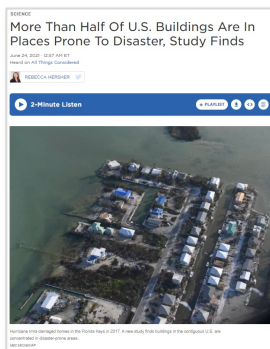 SCIENCE
More Than Half Of U.S. Buildings Are In
Places Prone To Disaster, Study Finds
June 24, 2021 · 12:57 AM ET
Heard on All Things Considered
REBECCA HERSHER
2-Minute Listen
+ PLAYLIST
Hurricane Irma damaged homes in the Florida Keys in 2017. A new study finds buildings in the contiguous U.S. are
concentrated in disaster-prone areas.